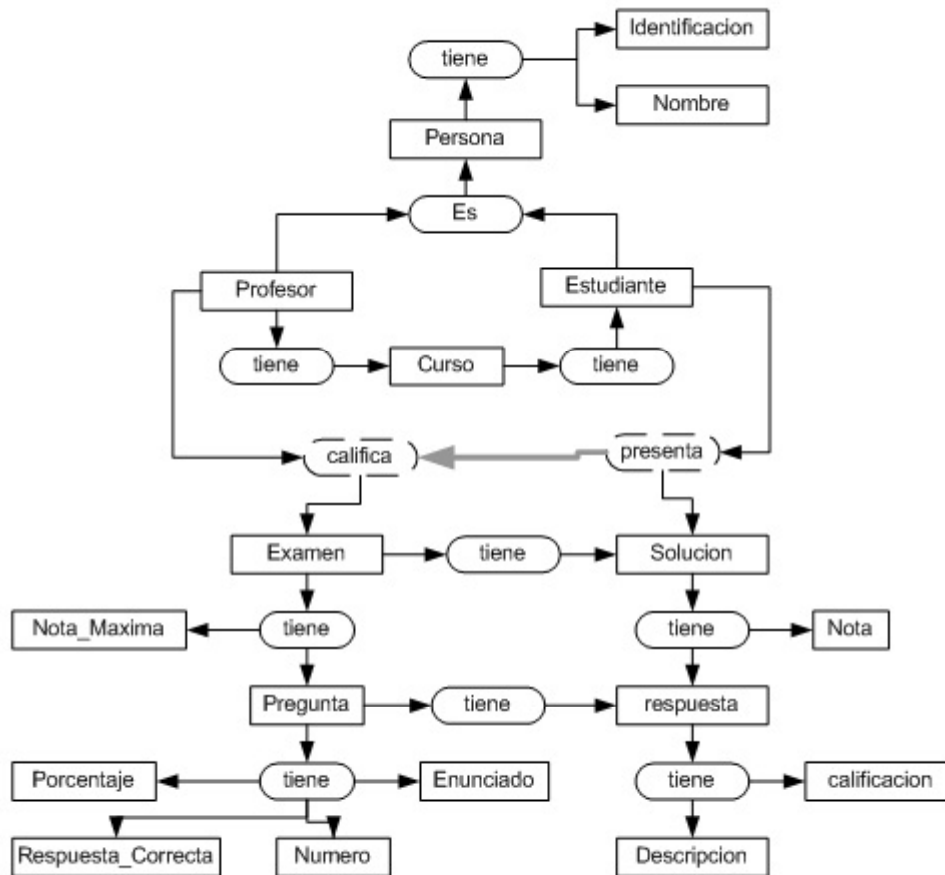 Identificacion
tiene
Nombre
Persona
Es
Profesor
Estudiante
tiene
Curso
tiene
califica
presenta
Examen
tiene
Solucion
Nota_Maxima
tiene
tiene
Nota
Pregunta
tiene
respuesta
Porcentaje
tiene
Enunciado
tiene
calificacion
Respuesta_Correcta
Numero
Descripcion